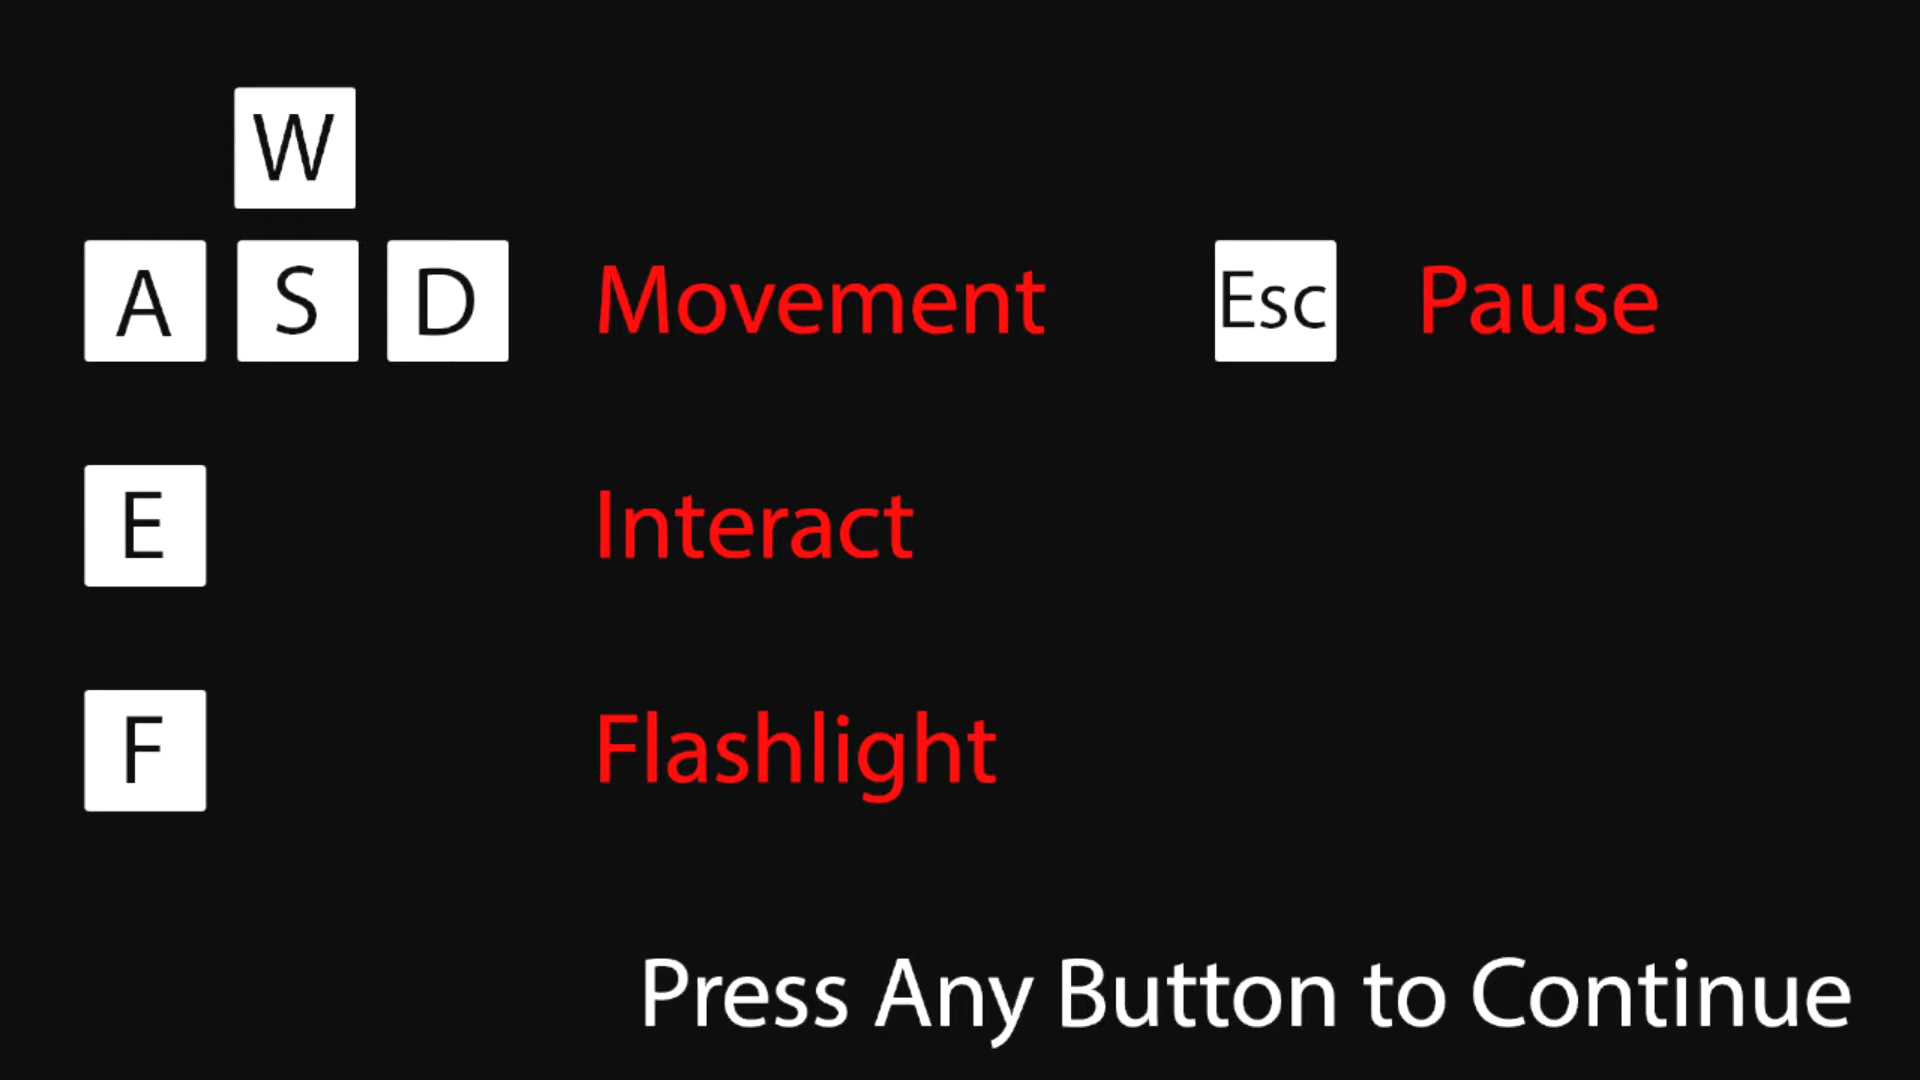 W
A S D Movement Esc Pause
E Interact
F Flashlight
Press Any Button to Continue